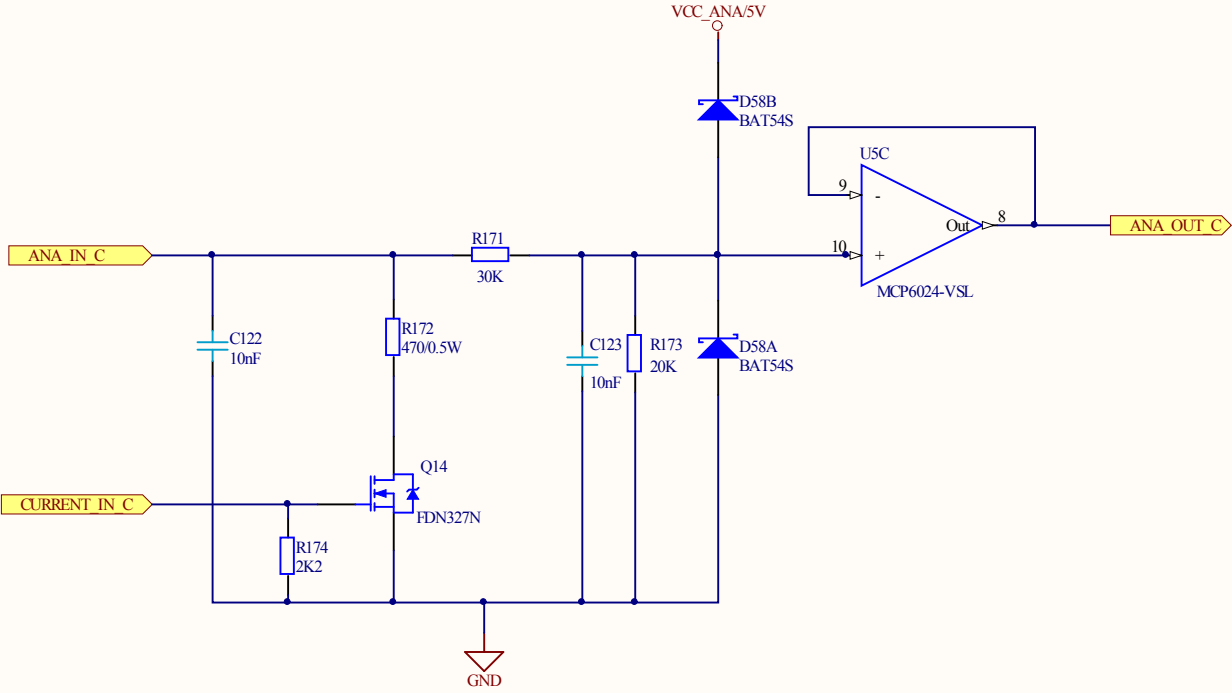 VCC_ANA/5V
D58B
BAT54S
U5C
9
-
Out
8
ANA_OUT_C
ANA_IN_C
R171
30K
10
+
MCP6024-VSL
C122
10nF
R172
470/0.5W
C123
10nF
R173
20K
D58A
BAT54S
Q14
FDN327N
CURRENT_IN_C
R174
2K2
GND